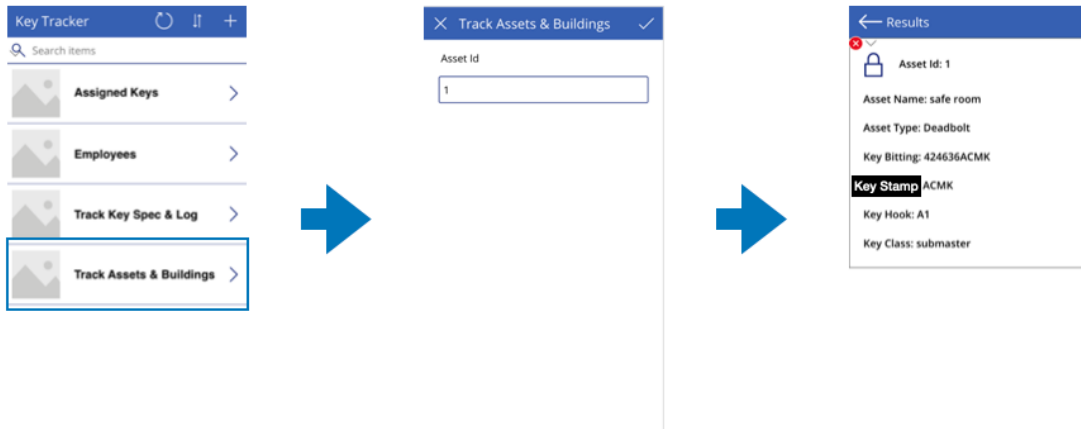 Key Tracker
Search items
Assigned Keys
Employees
Track Key Spec & Log
Track Assets & Buildings
Track Assets & Buildings
Asset Id
1
Results
Asset Id: 1
Asset Name: safe room
Asset Type: Deadbolt
Key Bitting: 424636ACMK
Key Stamp ACMK
Key Hook: A1
Key Class: submaster